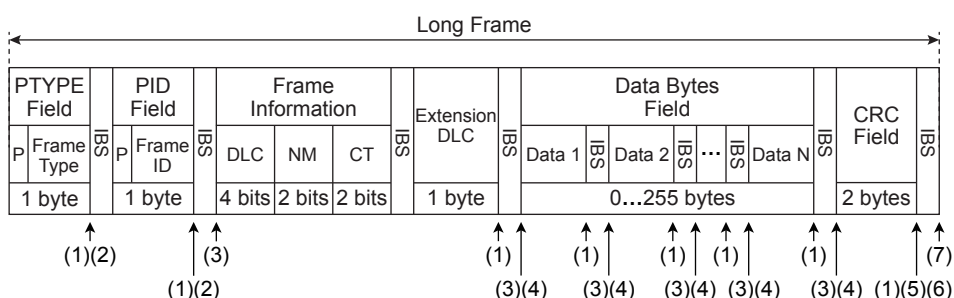 Long Frame
PTYPE Field
IBS
PID Field
IBS
Frame Information
IBS
Extension DLC
IBS
Data Bytes Field
IBS
CRC Field
IBS
P
Frame Type
P
Frame ID
DLC
NM
CT
Data 1
IBS
Data 2
IBS
...
IBS
Data N
1 byte
1 byte
4 bits
2 bits
2 bits
1 byte
0...255 bytes
2 bytes
(1)(2)
(3)
(1)
(1)
(1)
(1)
(1)
(7)
(1)(2)
(3)(4)
(3)(4)
(3)(4)
(3)(4)
(3)(4)
(1)(5)(6)